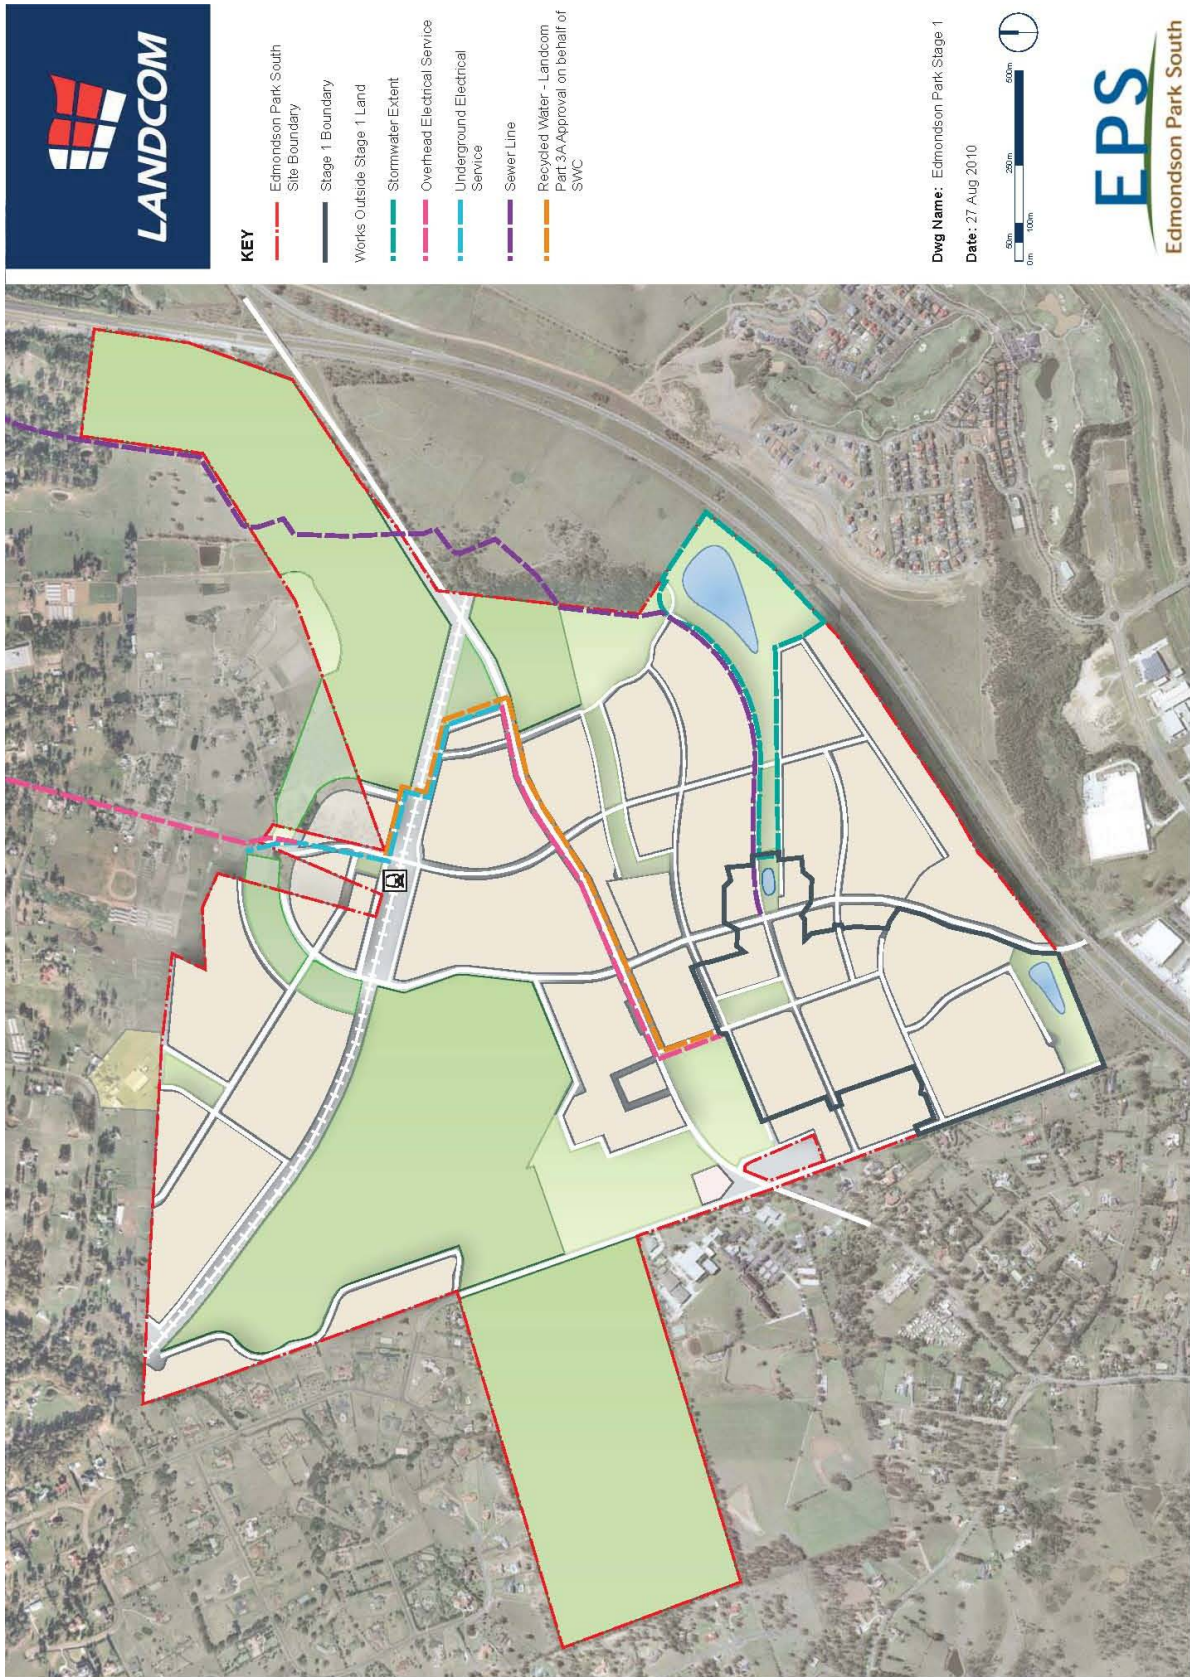 LANDCOM
KEY
Edmondson Park South
Site Boundary
Stage 1 Boundary
Works Outside Stage 1 Land
Stormwater Extent
Overhead Electrical Service
Underground Electrical
Service
Sewer Line
Recycled Water - Landcom
Part 3A Approval on behalf of
SWC
Dwg Name: Edmondson Park Stage 1
Date: 27 Aug 2010
0m 50m 100m 250m 500m
EPS
Edmondson Park South